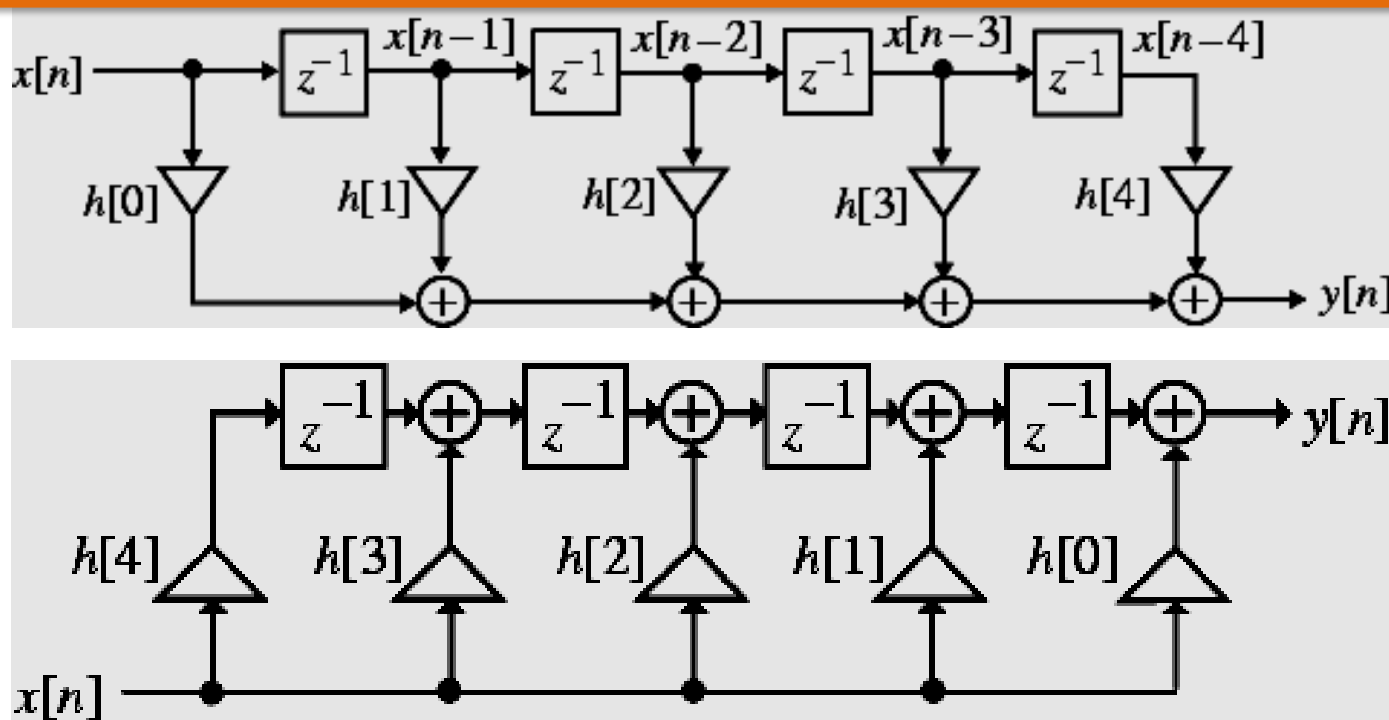 x[n] z⁻¹ x[n−1] z⁻¹ x[n−2] z⁻¹ x[n−3] z⁻¹ x[n−4]
h[0] h[1] h[2] h[3] h[4]
+ + + + y[n]
z⁻¹ + z⁻¹ + z⁻¹ + z⁻¹ + y[n]
h[4] h[3] h[2] h[1] h[0]
x[n]